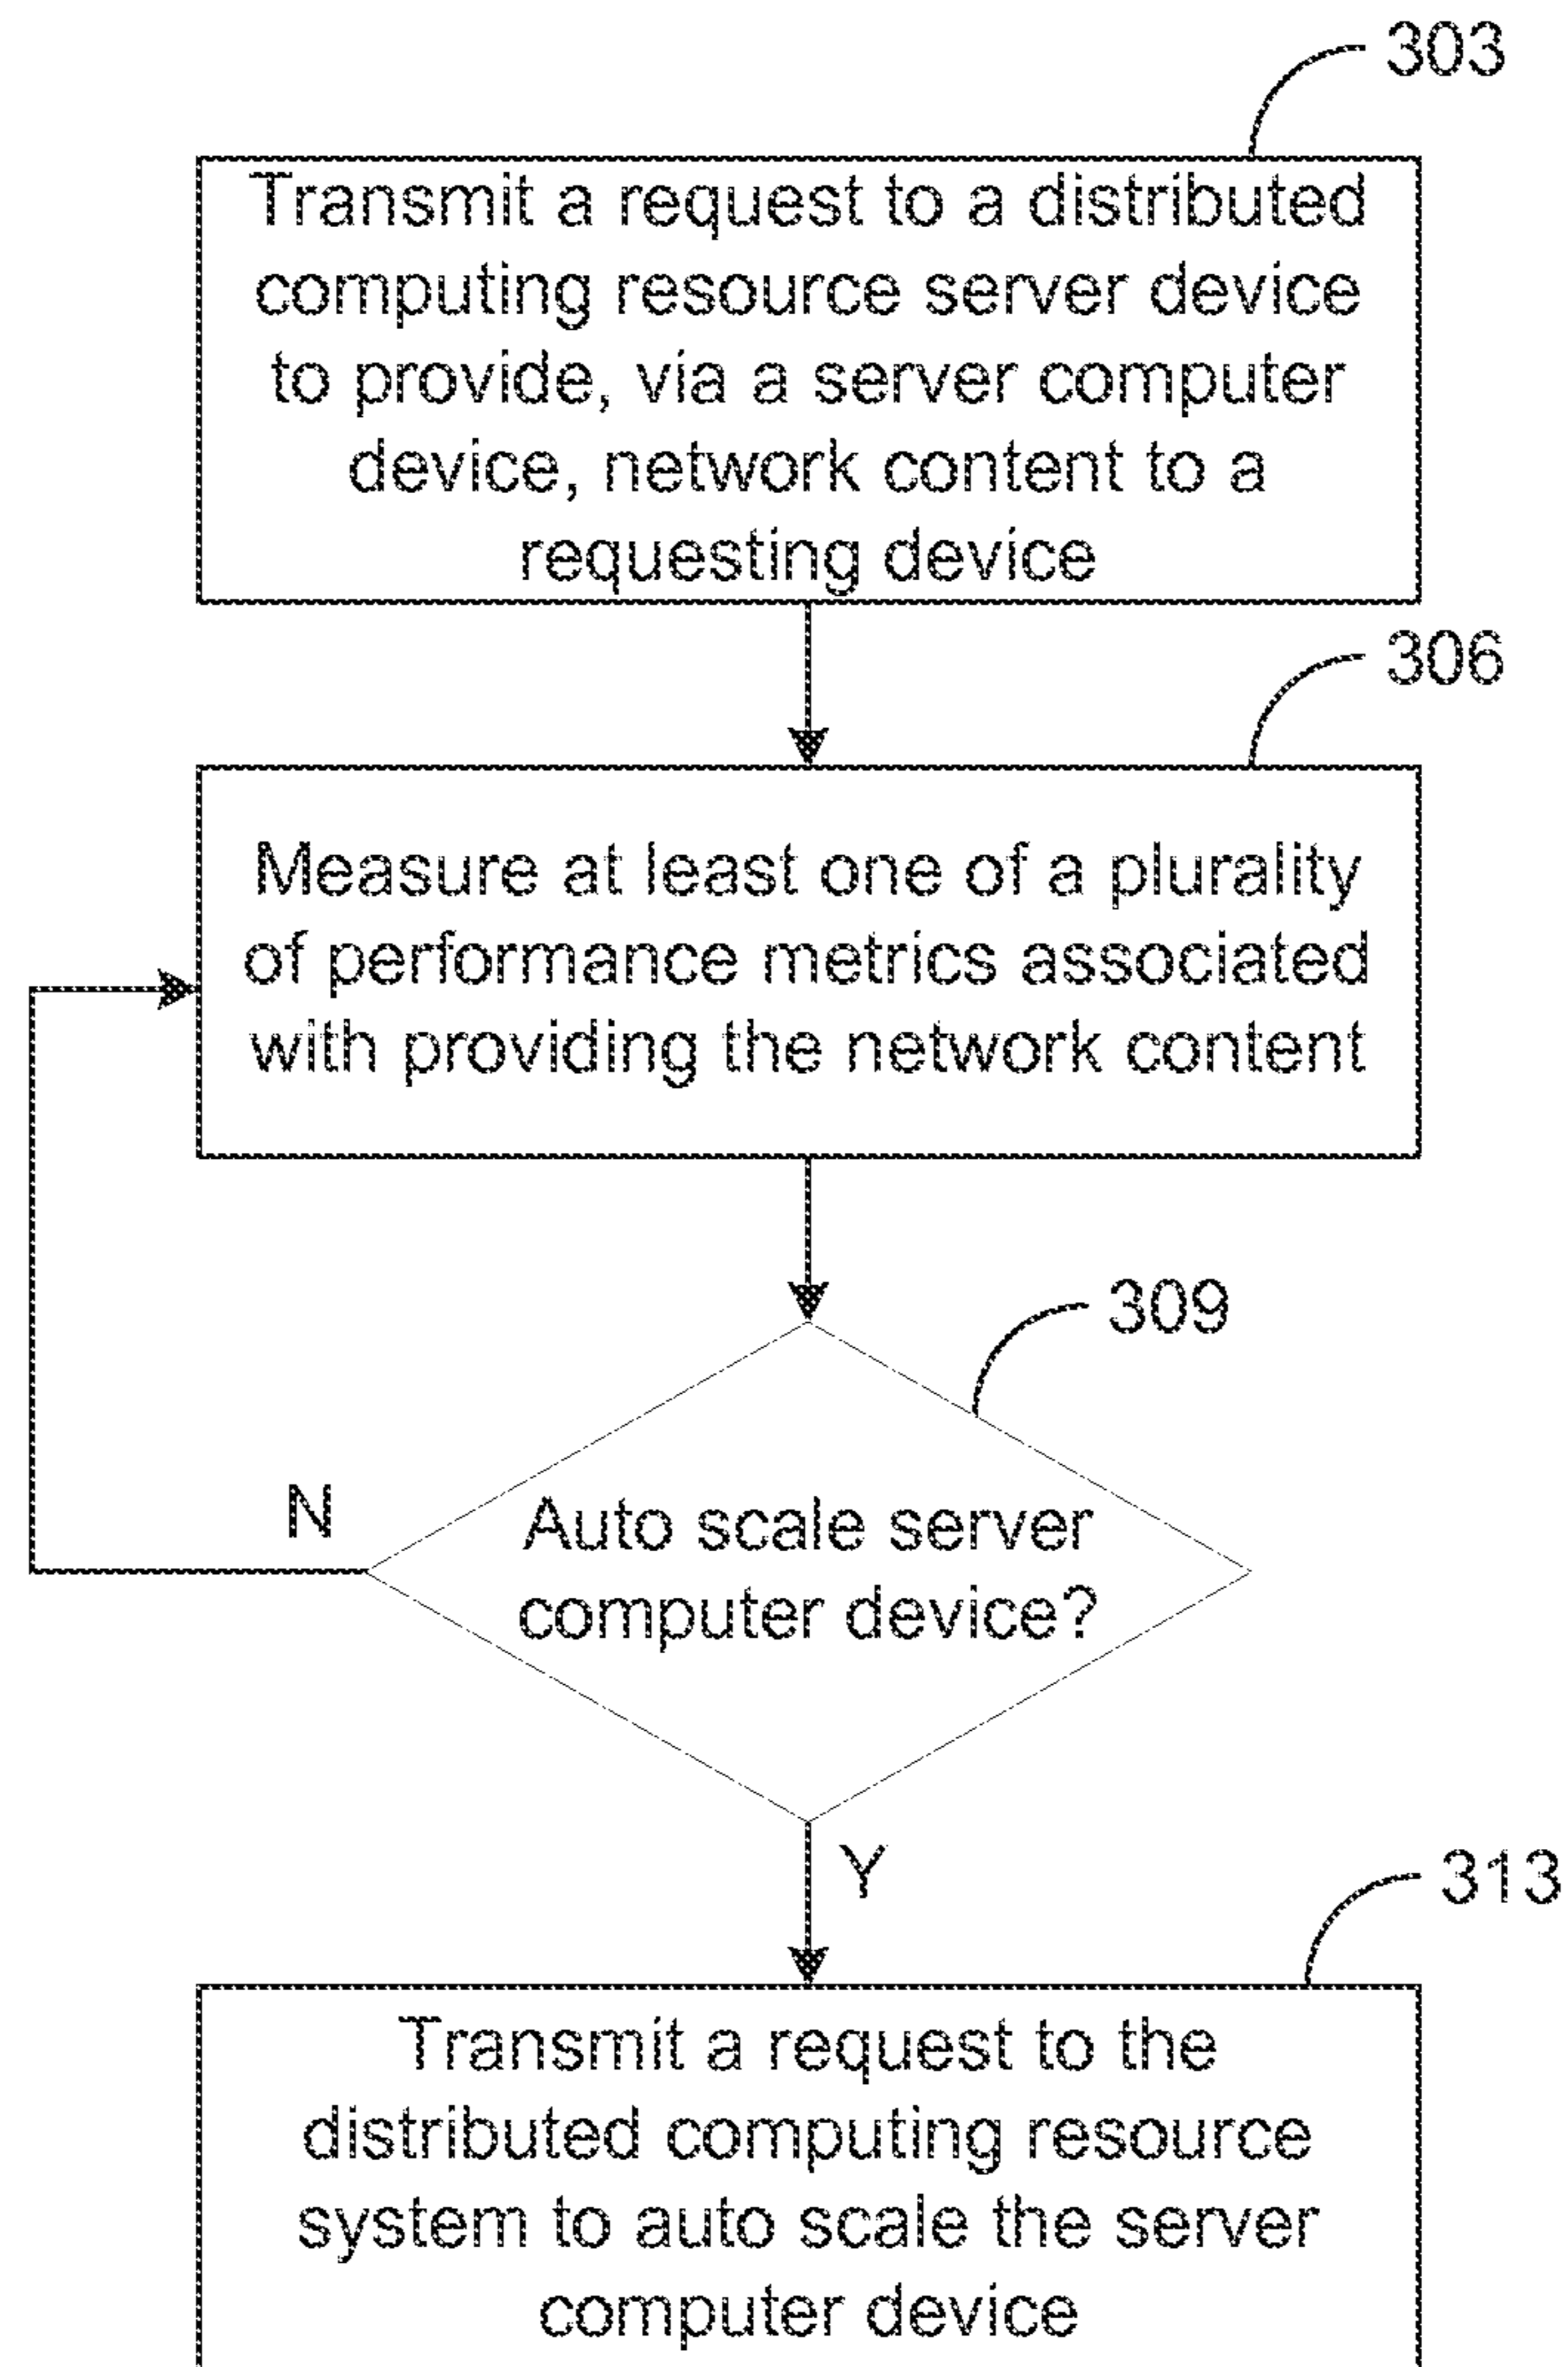 303
Transmit a request to a distributed
computing resource server device
to provide, via a server computer
device, network content to a
requesting device
306
Measure at least one of a plurality
of performance metrics associated
with providing the network content
309
Auto scale server
computer device?
N
Y
313
Transmit a request to the
distributed computing resource
system to auto scale the server
computer device